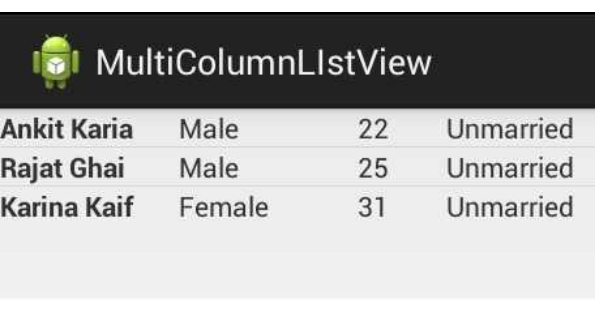 MultiColumnLIstView
Ankit Karia Male 22 Unmarried
Rajat Ghai Male 25 Unmarried
Karina Kaif Female 31 Unmarried